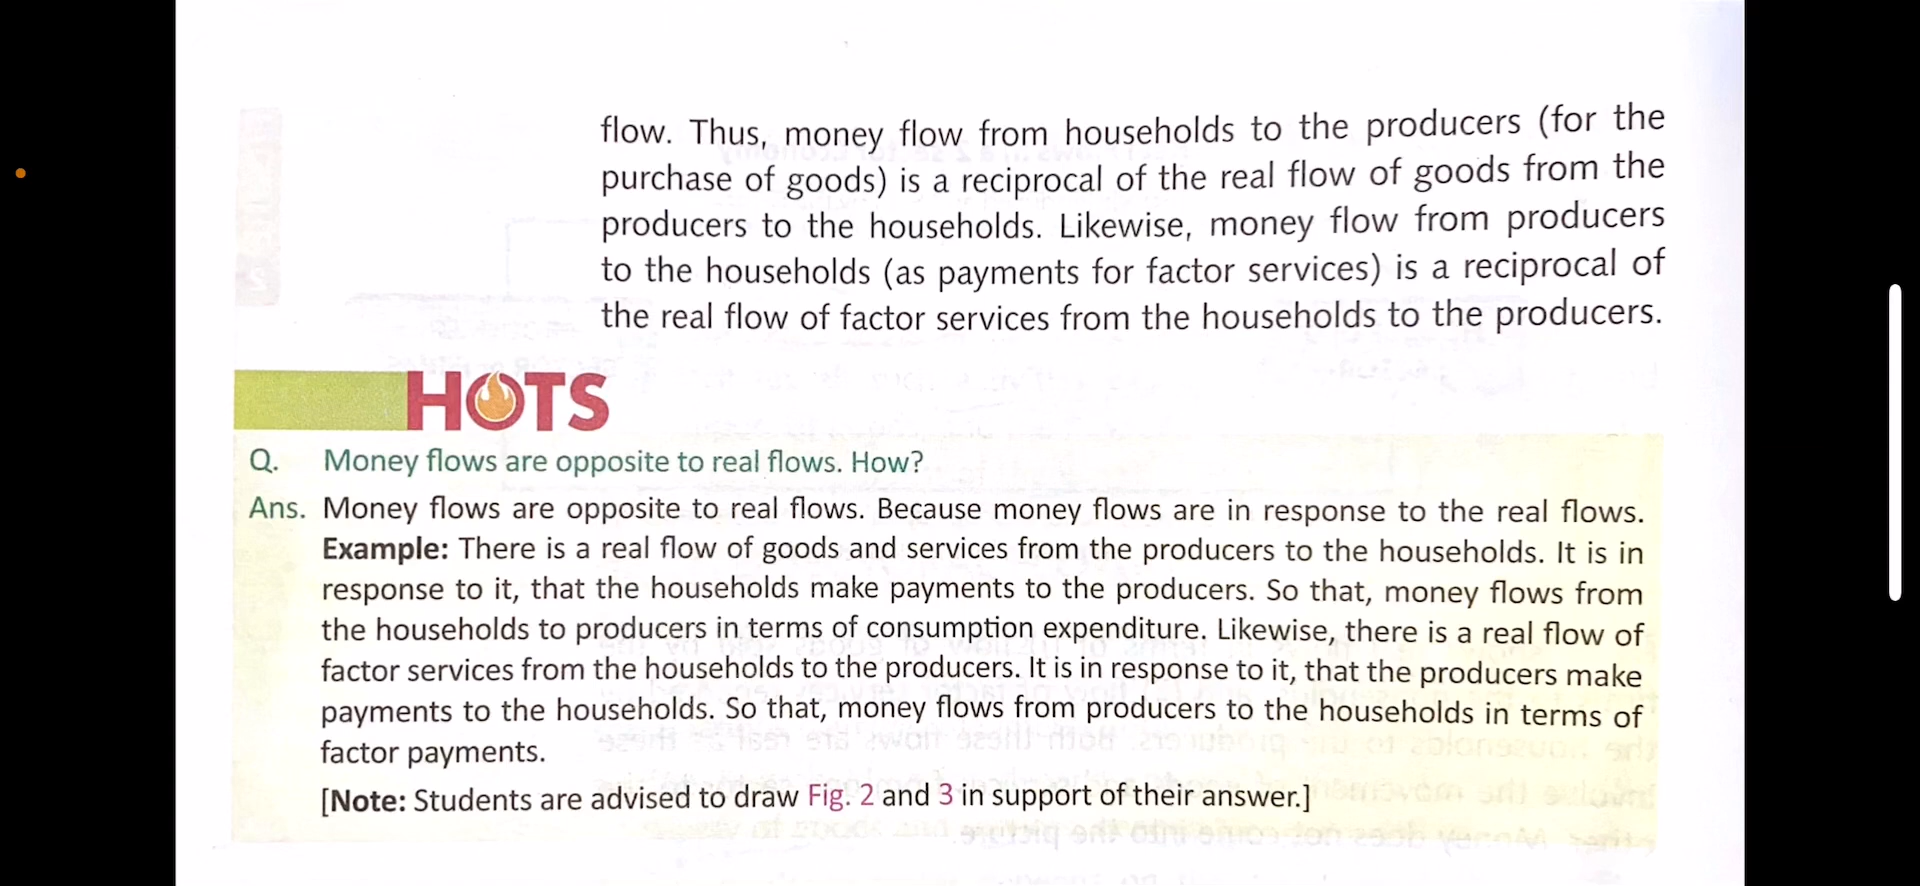 flow. Thus, money flow from households to the producers (for the
purchase of goods) is a reciprocal of the real flow of goods from the
producers to the households. Likewise, money flow from producers
to the households (as payments for factor services) is a reciprocal of
the real flow of factor services from the households to the producers.
HOTS
Q. Money flows are opposite to real flows. How?
Ans. Money flows are opposite to real flows. Because money flows are in response to the real flows.
Example: There is a real flow of goods and services from the producers to the households. It is in
response to it, that the households make payments to the producers. So that, money flows from
the households to producers in terms of consumption expenditure. Likewise, there is a real flow of
factor services from the households to the producers. It is in response to it, that the producers make
payments to the households. So that, money flows from producers to the households in terms of
factor payments.
[Note: Students are advised to draw Fig. 2 and 3 in support of their answer.]